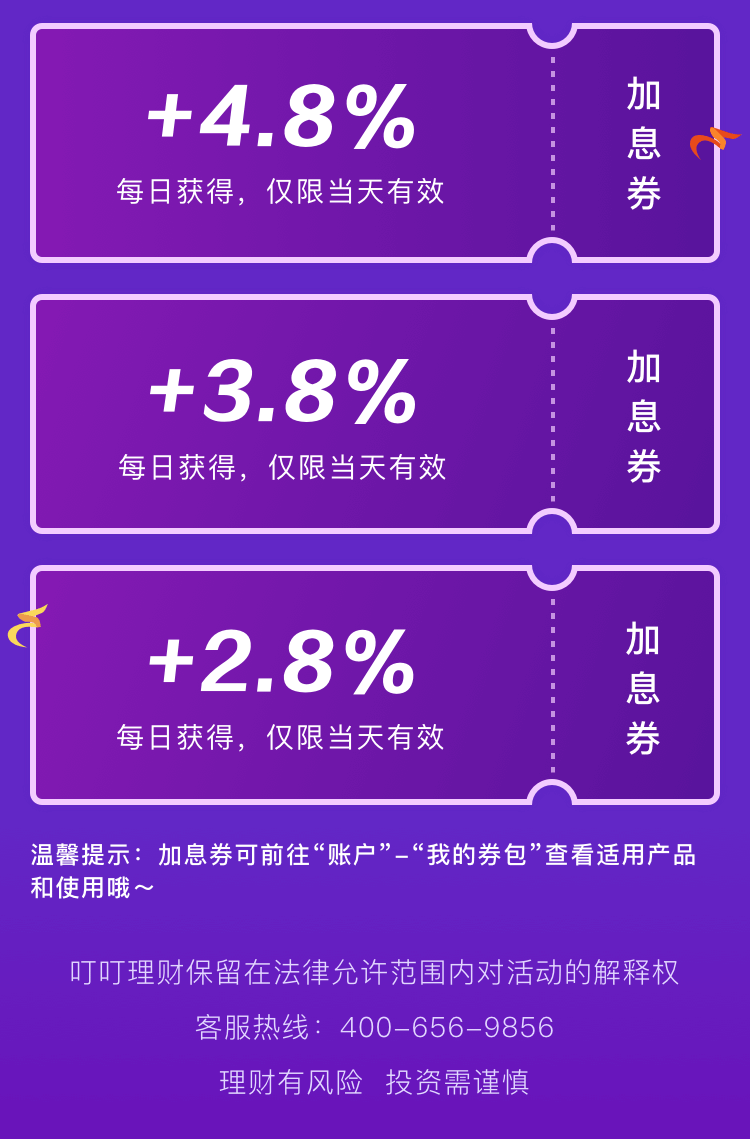 +4.8%
每日获得，仅限当天有效
加息券
+3.8%
每日获得，仅限当天有效
加息券
+2.8%
每日获得，仅限当天有效
加息券
温馨提示：加息券可前往“账户”–“我的券包”查看适用产品
和使用哦～
叮叮理财保留在法律允许范围内对活动的解释权
客服热线：400–656–9856
理财有风险 投资需谨慎